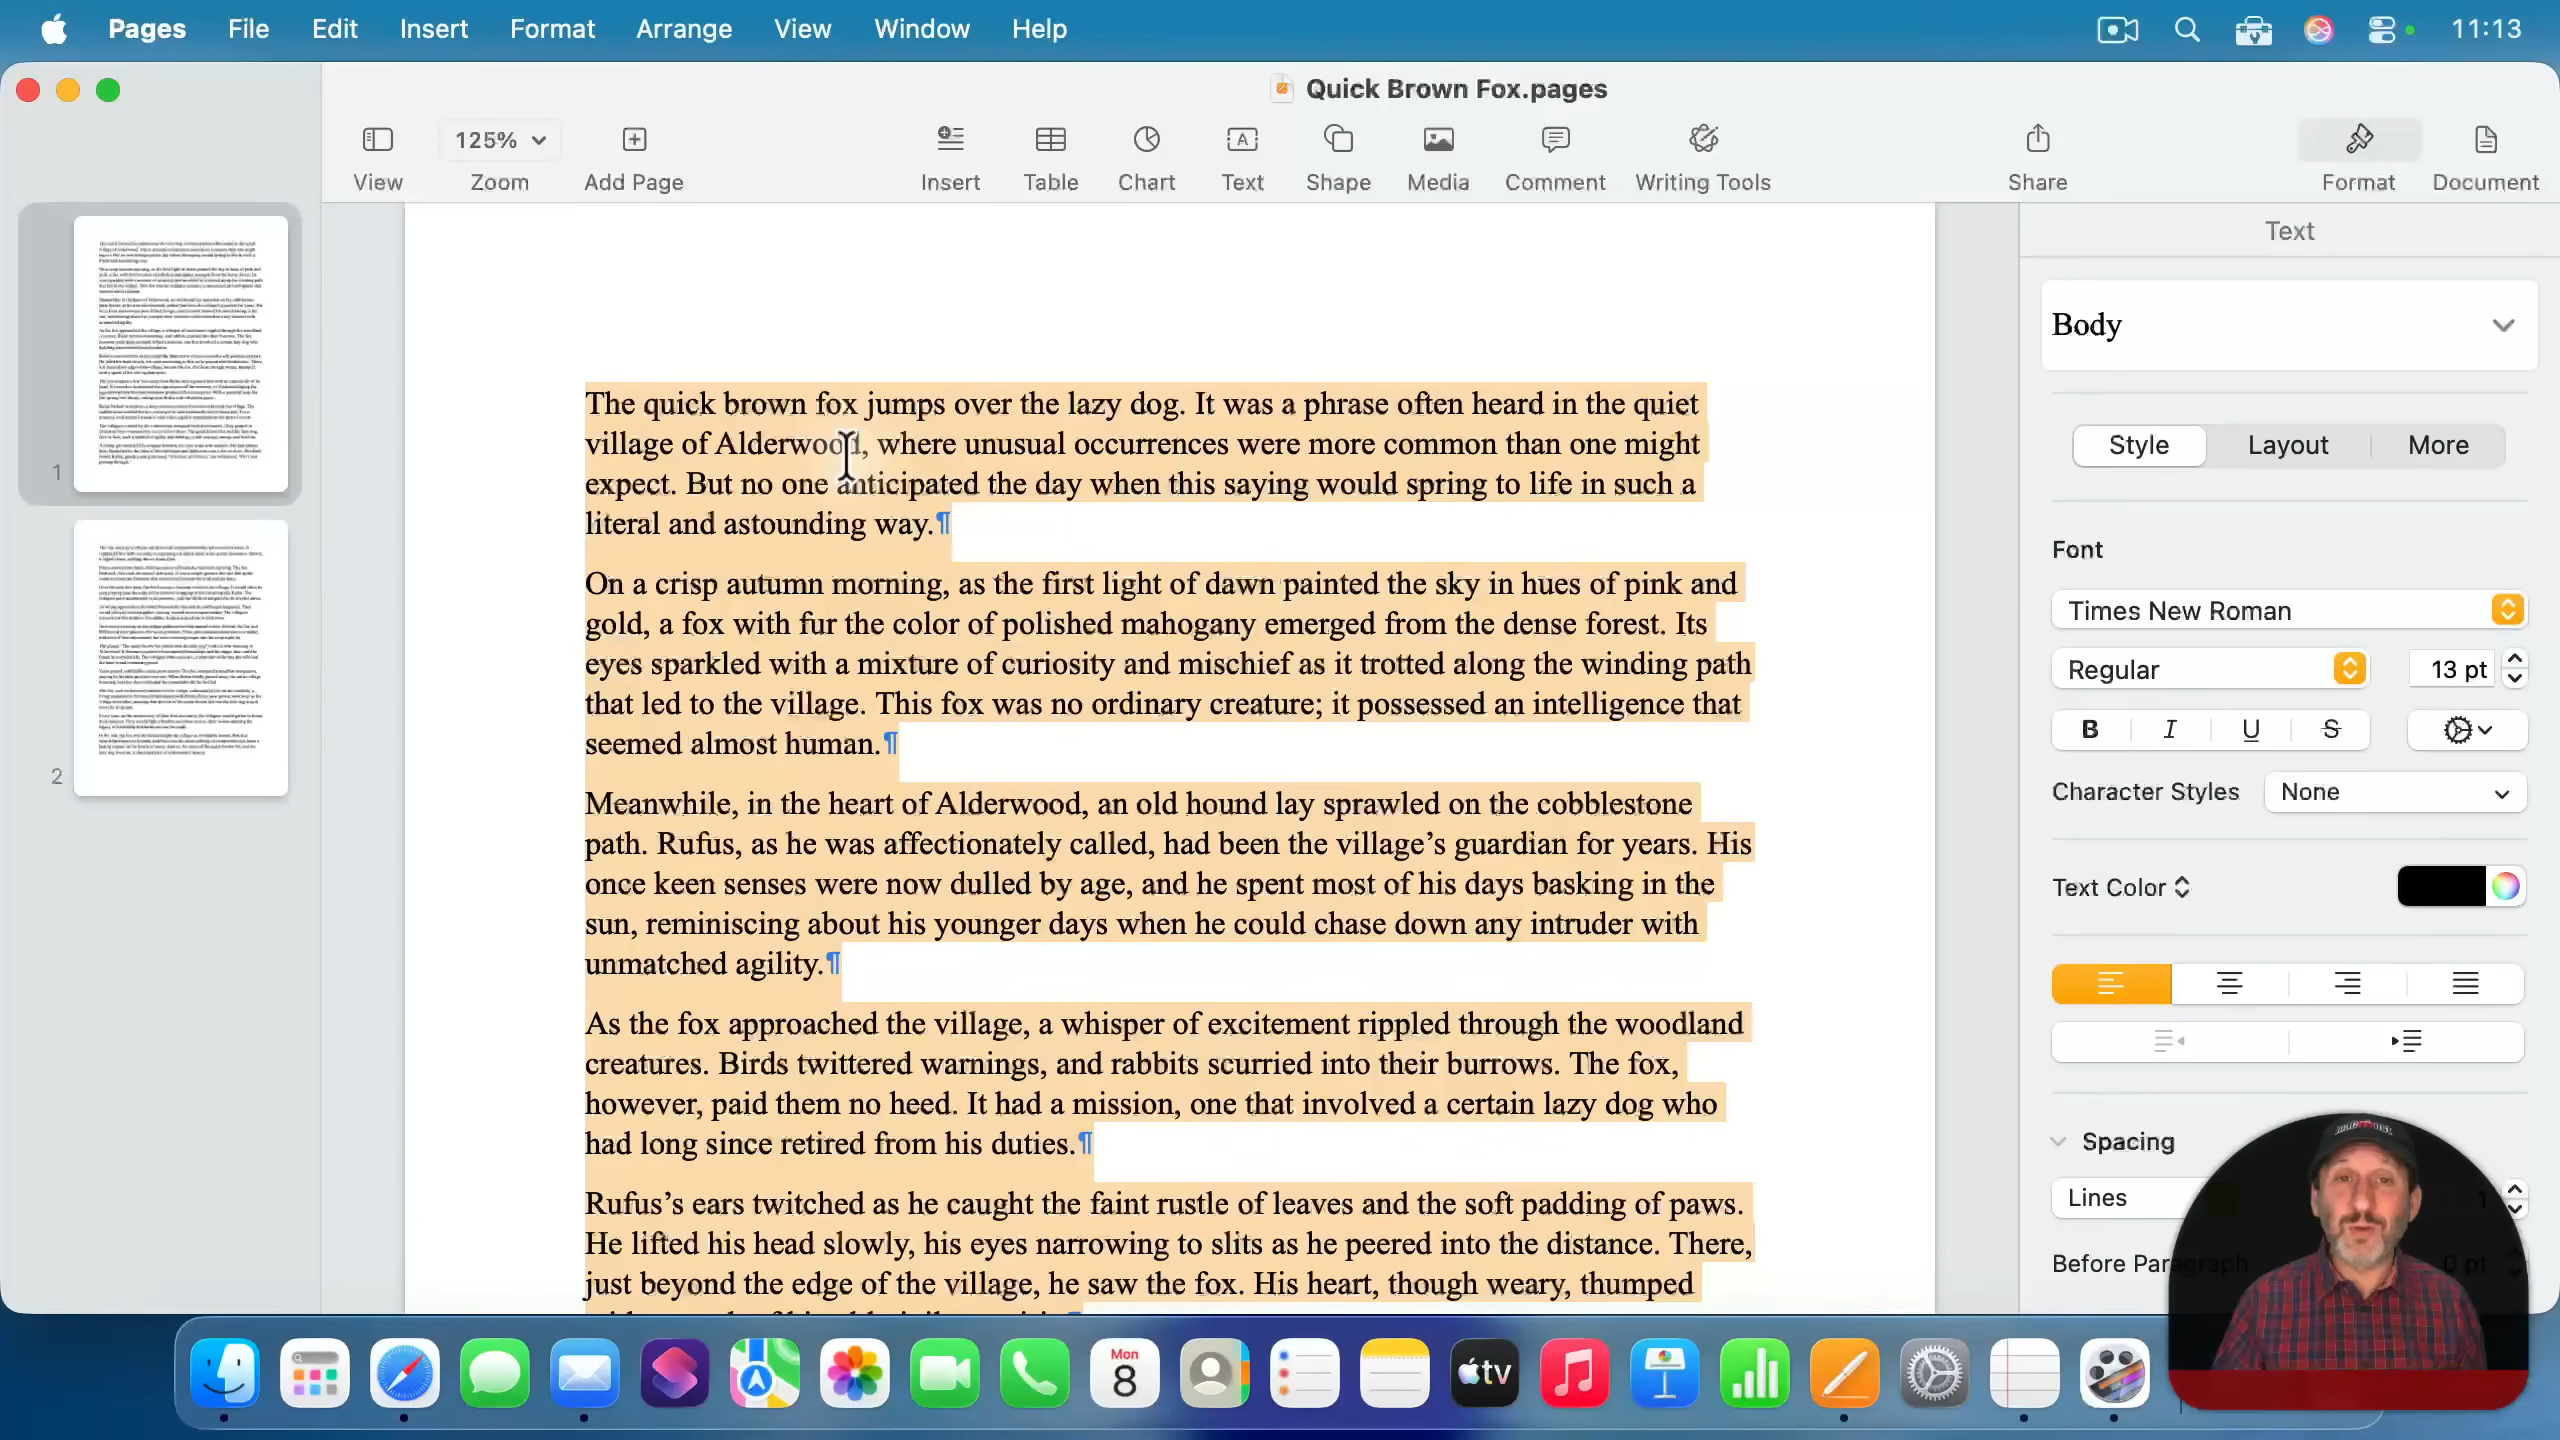 Pages File Edit Insert Format Arrange View Window Help 11:13
Quick Brown Fox.pages
125%
View Zoom Add Page Insert Table Chart Text Shape Media Comment Writing Tools Share Format Document
1
2
The quick brown fox jumps over the lazy dog. It was a phrase often heard in the quiet
village of Alderwood, where unusual occurrences were more common than one might
expect. But no one anticipated the day when this saying would spring to life in such a
literal and astounding way.¶
On a crisp autumn morning, as the first light of dawn painted the sky in hues of pink and
gold, a fox with fur the color of polished mahogany emerged from the dense forest. Its
eyes sparkled with a mixture of curiosity and mischief as it trotted along the winding path
that led to the village. This fox was no ordinary creature; it possessed an intelligence that
seemed almost human.¶
Meanwhile, in the heart of Alderwood, an old hound lay sprawled on the cobblestone
path. Rufus, as he was affectionately called, had been the village’s guardian for years. His
once keen senses were now dulled by age, and he spent most of his days basking in the
sun, reminiscing about his younger days when he could chase down any intruder with
unmatched agility.¶
As the fox approached the village, a whisper of excitement rippled through the woodland
creatures. Birds twittered warnings, and rabbits scurried into their burrows. The fox,
however, paid them no heed. It had a mission, one that involved a certain lazy dog who
had long since retired from his duties.¶
Rufus’s ears twitched as he caught the faint rustle of leaves and the soft padding of paws.
He lifted his head slowly, his eyes narrowing to slits as he peered into the distance. There,
just beyond the edge of the village, he saw the fox. His heart, though weary, thumped
Text
Body
Style Layout More
Font
Times New Roman
Regular 13 pt
B I U S
Character Styles None
Text Color
Spacing
Lines 1
Before Paragraph 0 pt
Mon
8
tv